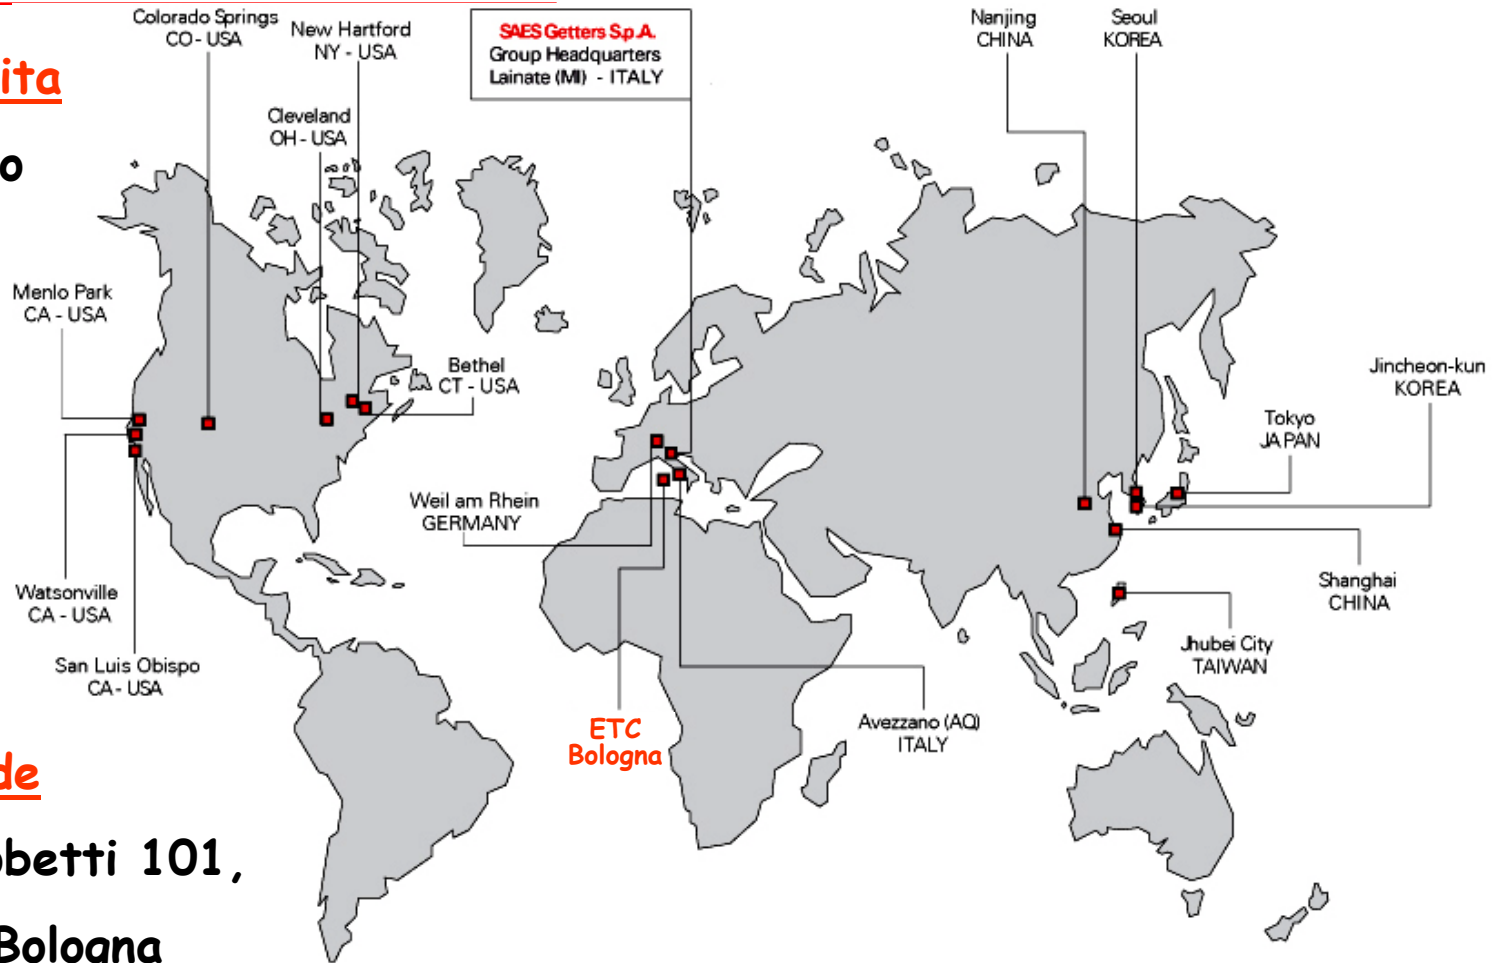 Colorado Springs
CO - USA
New Hartford
NY - USA
SAES Getters S.p.A.
Group Headquarters
Lainate (MI) - ITALY
Nanjing
CHINA
Seoul
KOREA
ita
o
Cleveland
OH - USA
Menlo Park
CA - USA
Bethel
CT - USA
Jincheon-kun
KOREA
Tokyo
JAPAN
Weil am Rhein
GERMANY
Watsonville
CA - USA
Shanghai
CHINA
San Luis Obispo
CA - USA
Jhubei City
TAIWAN
ETC
Bologna
Avezzano (AQ)
ITALY
de
obetti 101,
Bologna